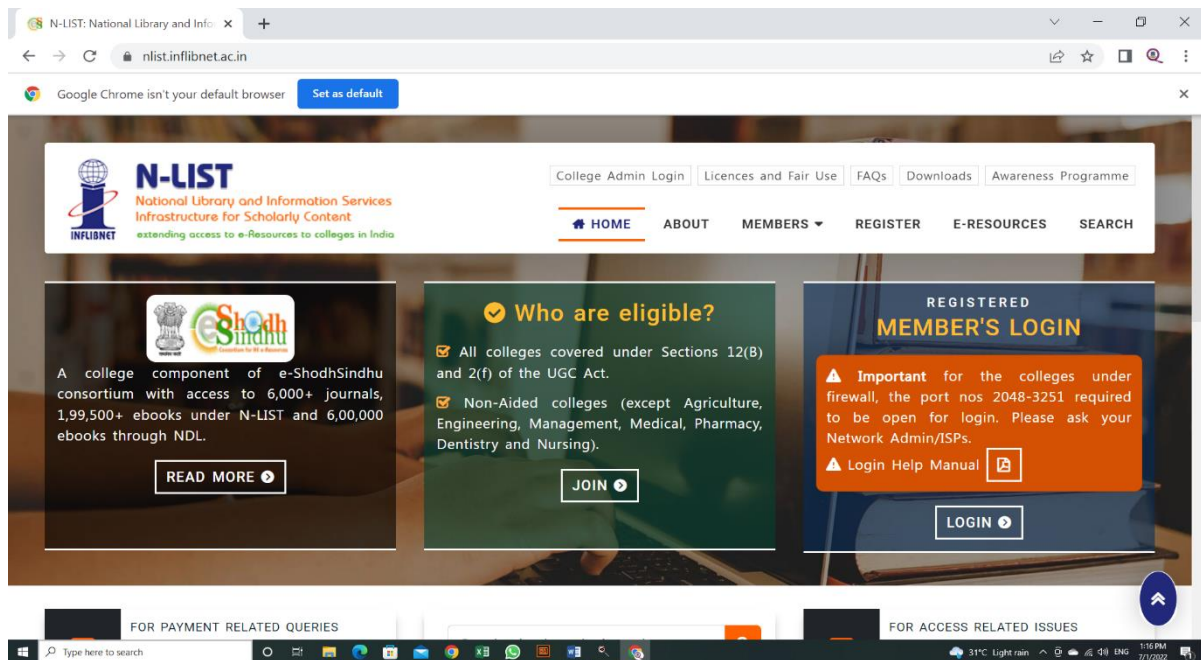 N-LIST: National Library and Info
nlist.inflibnet.ac.in
Google Chrome isn't your default browser
Set as default
INFLIBNET
N-LIST
National Library and Information Services
Infrastructure for Scholarly Content
extending access to e-Resources to colleges in India
College Admin Login
Licences and Fair Use
FAQs
Downloads
Awareness Programme
HOME
ABOUT
MEMBERS
REGISTER
E-RESOURCES
SEARCH
eShodh
Sindhu
A college component of e-ShodhSindhu
consortium with access to 6,000+ journals,
1,99,500+ ebooks under N-LIST and 6,00,000
ebooks through NDL.
READ MORE
Who are eligible?
All colleges covered under Sections 12(B)
and 2(f) of the UGC Act.
Non-Aided colleges (except Agriculture,
Engineering, Management, Medical, Pharmacy,
Dentistry and Nursing).
JOIN
REGISTERED
MEMBER'S LOGIN
Important for the colleges under
firewall, the port nos 2048-3251 required
to be open for login. Please ask your
Network Admin/ISPs.
Login Help Manual
LOGIN
FOR PAYMENT RELATED QUERIES
FOR ACCESS RELATED ISSUES
Type here to search
31°C Light rain
ENG
1:16 PM
7/1/2022